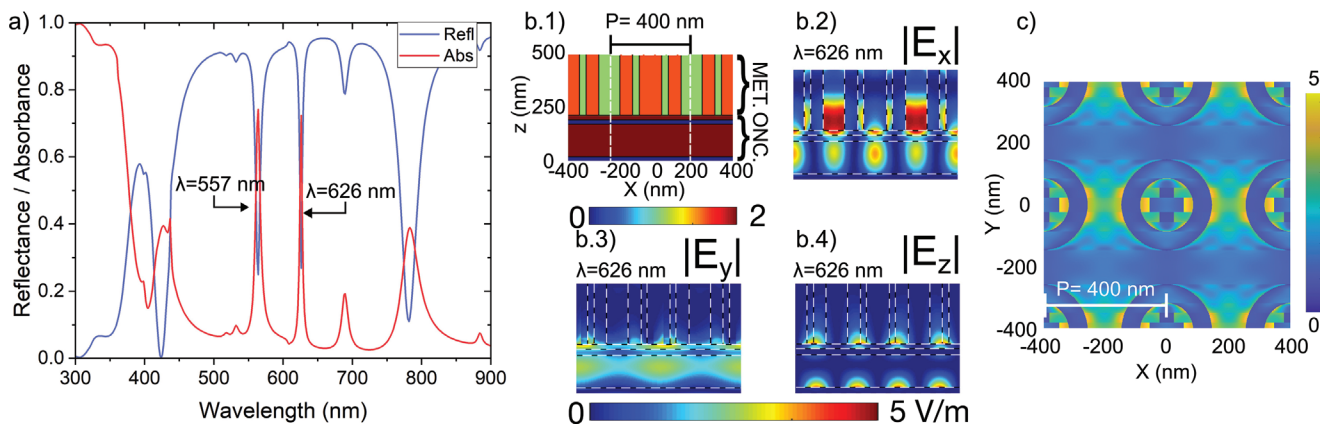 a)
1.0
0.8
0.6
0.4
0.2
0.0
Reflectance / Absorbance
Refl
Abs
λ=557 nm
λ=626 nm
300 400 500 600 700 800 900
Wavelength (nm)
b.1)
P= 400 nm
500
250
0
z (nm)
MET.
ONC.
-400 -200 0 200 400
X (nm)
0 2
b.2)
λ=626 nm |Ex|
b.3)
λ=626 nm |Ey|
b.4)
λ=626 nm |Ez|
0 5 V/m
c)
400
200
0
-200
-400
Y (nm)
P= 400 nm
-400 -200 0 200 400
X (nm)
5
0